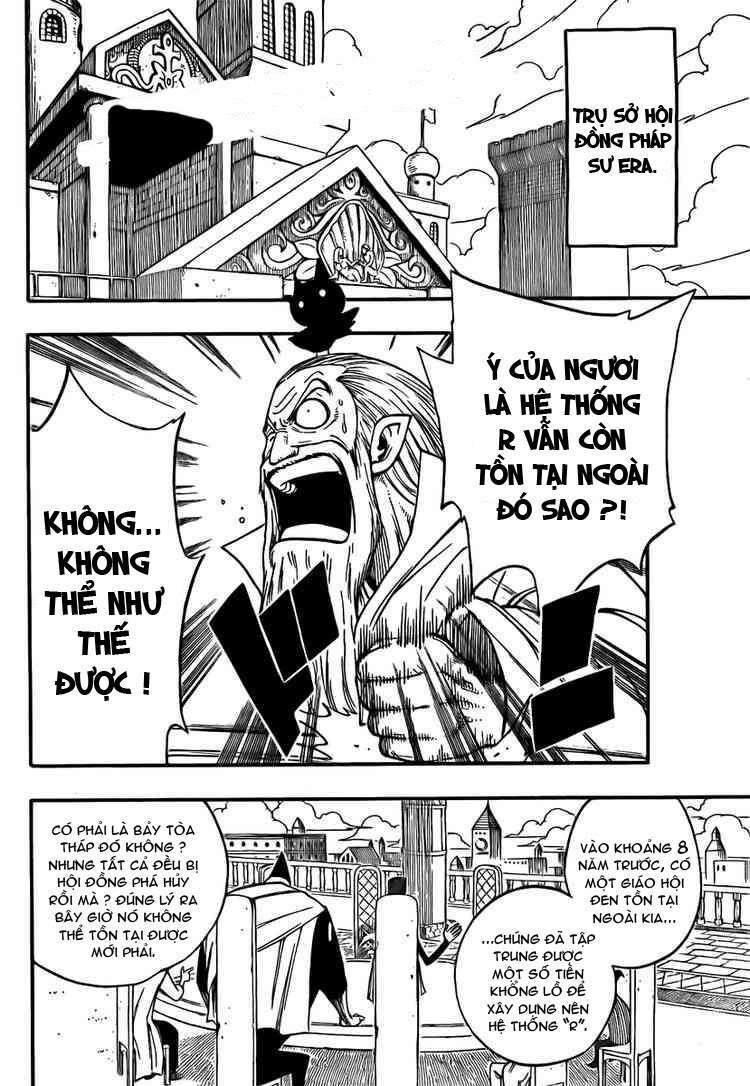 TRỤ SỞ HỘI
ĐỒNG PHÁP
SƯ ERA.
Ý CỦA NGƯƠI
LÀ HỆ THỐNG
R VẪN CÒN
TỒN TẠI NGOÀI
ĐÓ SAO ?!
KHÔNG...
KHÔNG
THỂ NHƯ
THẾ
ĐƯỢC !
VÀO KHOẢNG 8
NĂM TRƯỚC, CÓ
MỘT GIÁO HỘI
ĐEN TỒN TẠI
NGOÀI KIA...
...CHÚNG ĐÃ TẬP
TRUNG ĐƯỢC
MỘT SỐ TIỀN
KHỔNG LỒ ĐỂ
XÂY DỰNG NÊN
HỆ THỐNG "R".
CÓ PHẢI LÀ BẢY TÒA
THÁP ĐÓ KHÔNG ?
NHƯNG TẤT CẢ ĐỀU BỊ
HỘI ĐỒNG PHÁ HỦY
RỒI MÀ ? ĐÚNG LÝ RA
BÂY GIỜ NÓ KHÔNG
THỂ TỒN TẠI ĐƯỢC
MỚI PHẢI.